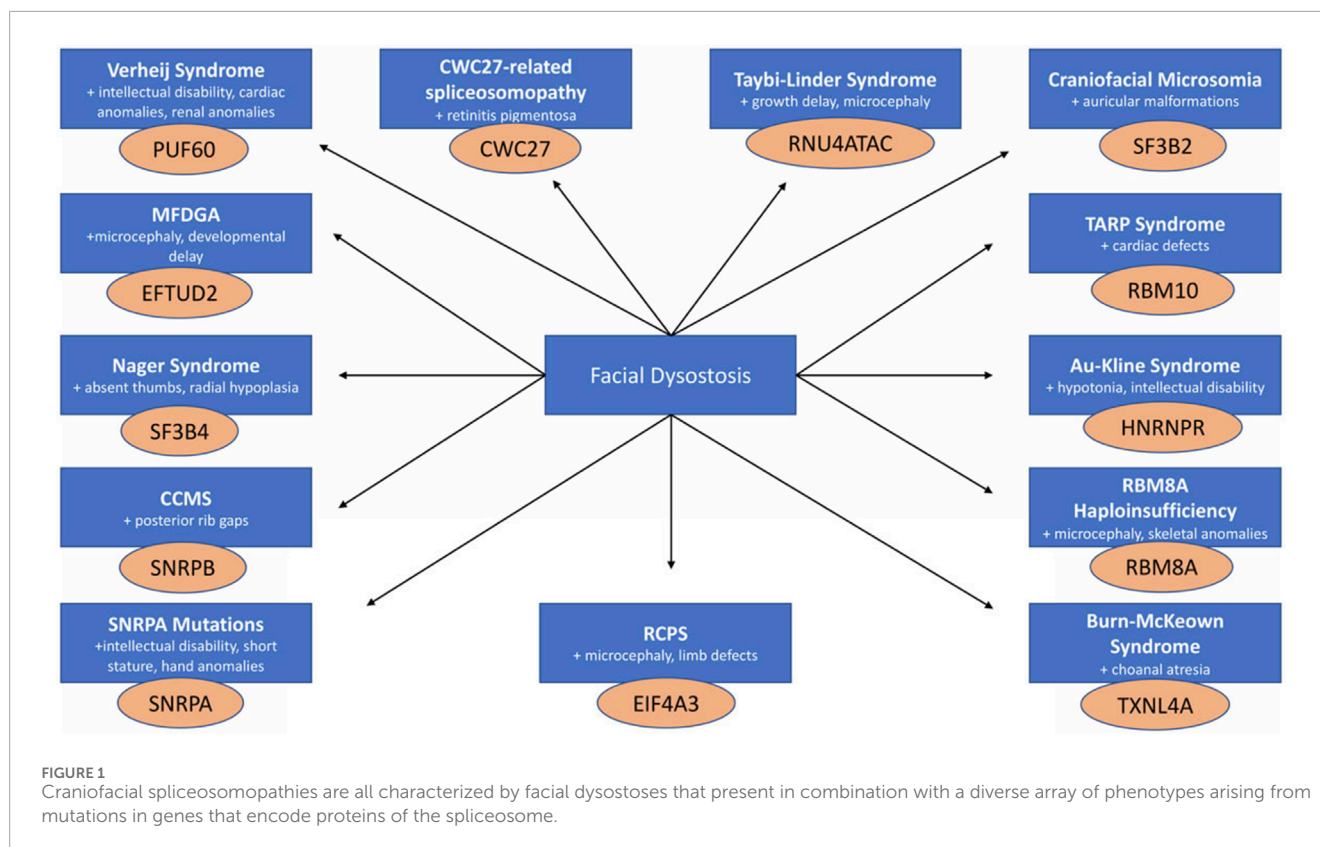 Verheij Syndrome
+ intellectual disability, cardiac
anomalies, renal anomalies
PUF60
CWC27-related
spliceosomopathy
+ retinitis pigmentosa
CWC27
Taybi-Linder Syndrome
+ growth delay, microcephaly
RNU4ATAC
Craniofacial Microsomia
+ auricular malformations
SF3B2
MFDGA
+microcephaly, developmental
delay
EFTUD2
TARP Syndrome
+ cardiac defects
RBM10
Nager Syndrome
+ absent thumbs, radial hypoplasia
SF3B4
Facial Dysostosis
Au-Kline Syndrome
+ hypotonia, intellectual disability
HNRNPR
CCMS
+ posterior rib gaps
SNRPB
RBM8A
Haploinsufficiency
+ microcephaly, skeletal anomalies
RBM8A
SNRPA Mutations
+intellectual disability, short
stature, hand anomalies
SNRPA
RCPS
+ microcephaly, limb defects
EIF4A3
Burn-McKeown
Syndrome
+ choanal atresia
TXNL4A
FIGURE 1
Craniofacial spliceosomopathies are all characterized by facial dysostoses that present in combination with a diverse array of phenotypes arising from
mutations in genes that encode proteins of the spliceosome.